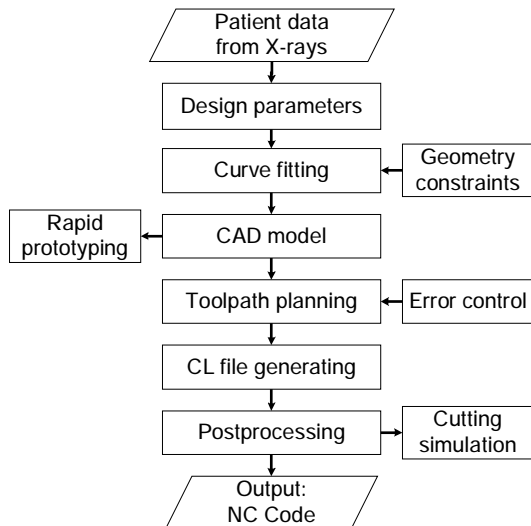 Patient data
from X-rays
Design parameters
Curve fitting
Geometry
constraints
Rapid
prototyping
CAD model
Toolpath planning
Error control
CL file generating
Postprocessing
Cutting
simulation
Output:
NC Code